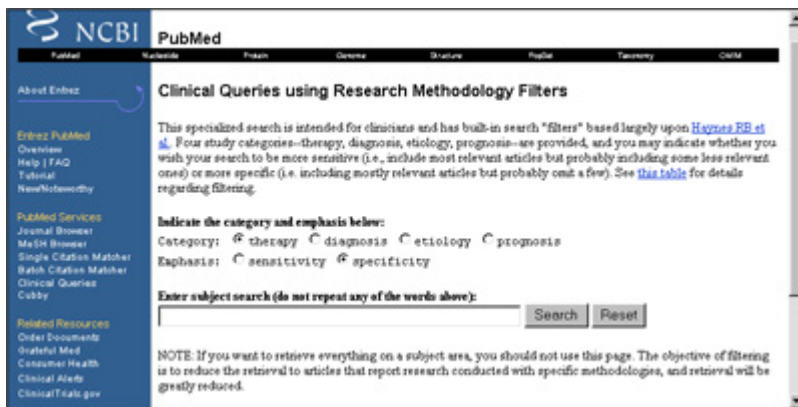 NCBI
PubMed
PubMed Nucleotide Protein Genome Structure PopSet Taxonomy OMIM
About Entrez
Entrez PubMed
Overview
Help | FAQ
Tutorial
New/Noteworthy
PubMed Services
Journal Browser
MeSH Browser
Single Citation Matcher
Batch Citation Matcher
Clinical Queries
Cubby
Related Resources
Order Documents
Grateful Med
Consumer Health
Clinical Alerts
ClinicalTrials.gov
Clinical Queries using Research Methodology Filters
This specialized search is intended for clinicians and has built-in search "filters" based largely upon Haynes RB et
al. Four study categories--therapy, diagnosis, etiology, prognosis--are provided, and you may indicate whether you
wish your search to be more sensitive (i.e., include most relevant articles but probably including some less relevant
ones) or more specific (i.e. including mostly relevant articles but probably omit a few). See this table for details
regarding filtering.
Indicate the category and emphasis below:
Category: therapy diagnosis etiology prognosis
Emphasis: sensitivity specificity
Enter subject search (do not repeat any of the words above):
Search Reset
NOTE: If you want to retrieve everything on a subject area, you should not use this page. The objective of filtering
is to reduce the retrieval to articles that report research conducted with specific methodologies, and retrieval will be
greatly reduced.